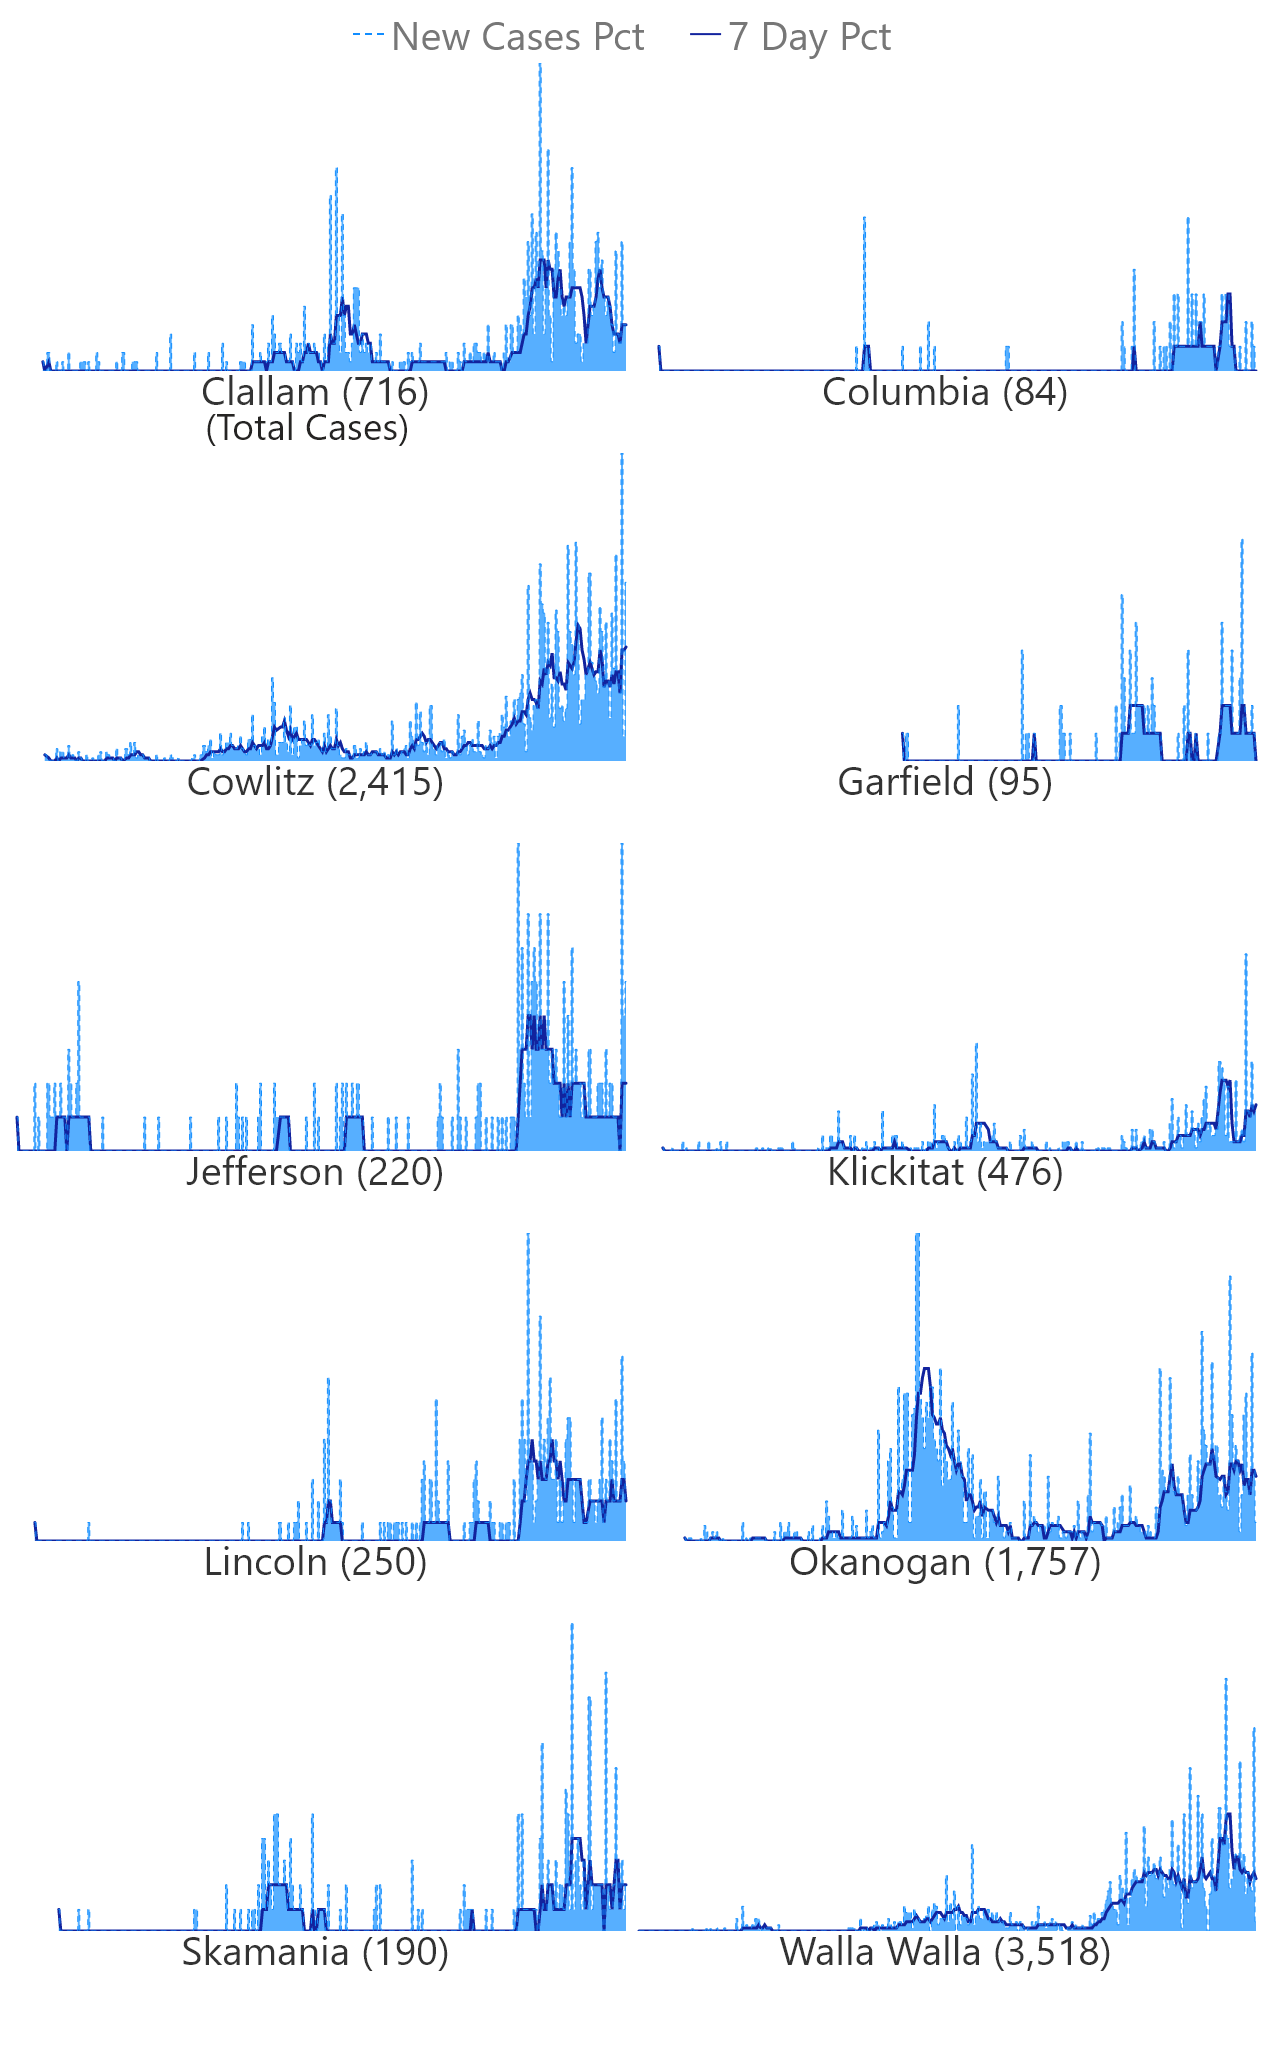 New Cases Pct 7 Day Pct
Clallam (716) Columbia (84)
(Total Cases)
Cowlitz (2,415) Garfield (95)
Jefferson (220) Klickitat (476)
Lincoln (250) Okanogan (1,757)
Skamania (190) Walla Walla (3,518)